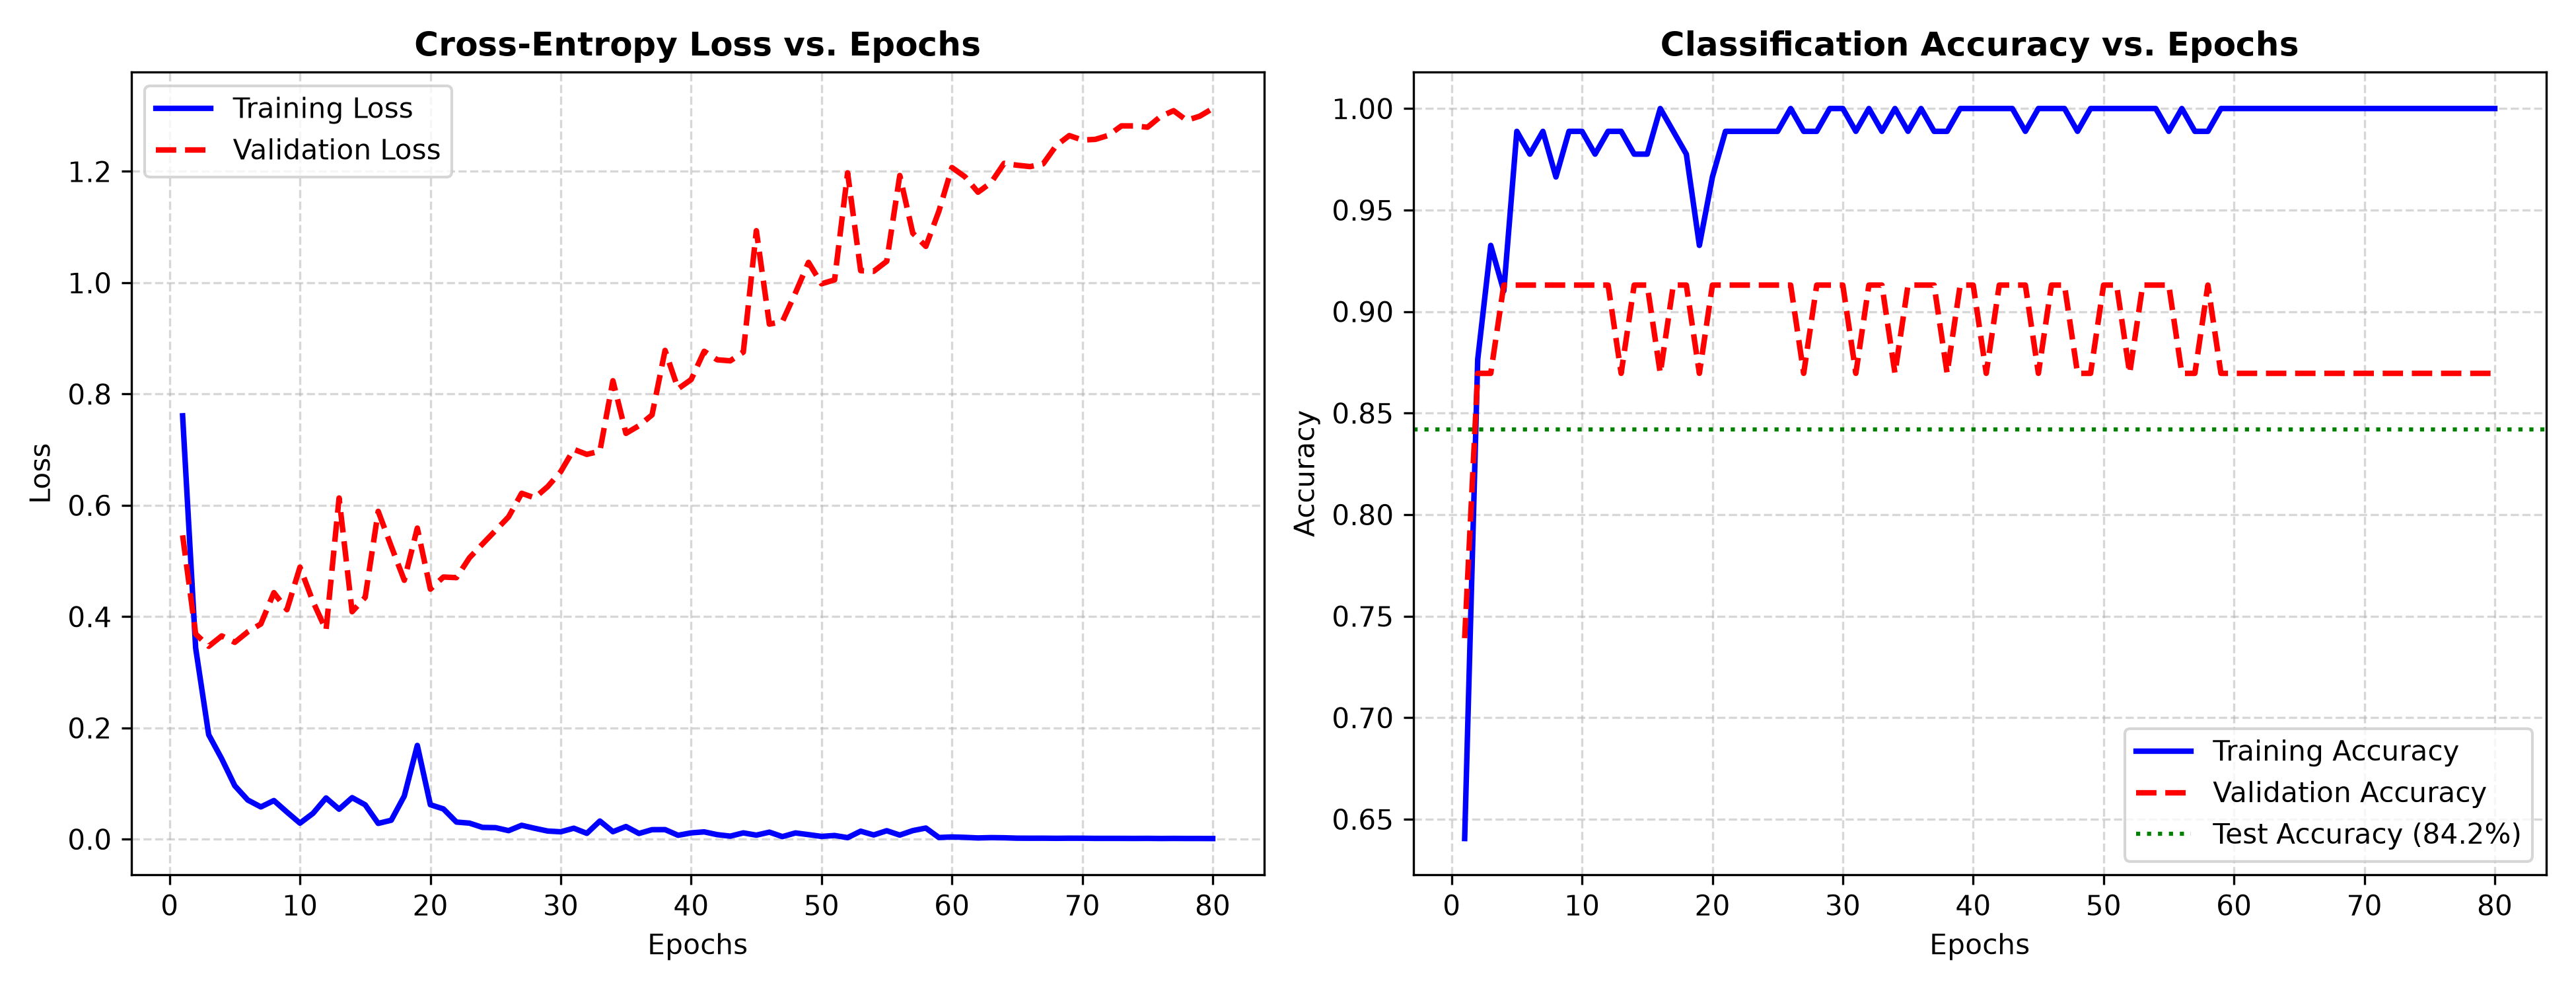 Cross-Entropy Loss vs. Epochs
Training Loss
Validation Loss
1.2
1.0
0.8
0.6
0.4
0.2
0.0
Loss
0 10 20 30 40 50 60 70 80
Epochs
Classification Accuracy vs. Epochs
1.00
0.95
0.90
0.85
0.80
0.75
0.70
0.65
Accuracy
Training Accuracy
Validation Accuracy
Test Accuracy (84.2%)
0 10 20 30 40 50 60 70 80
Epochs